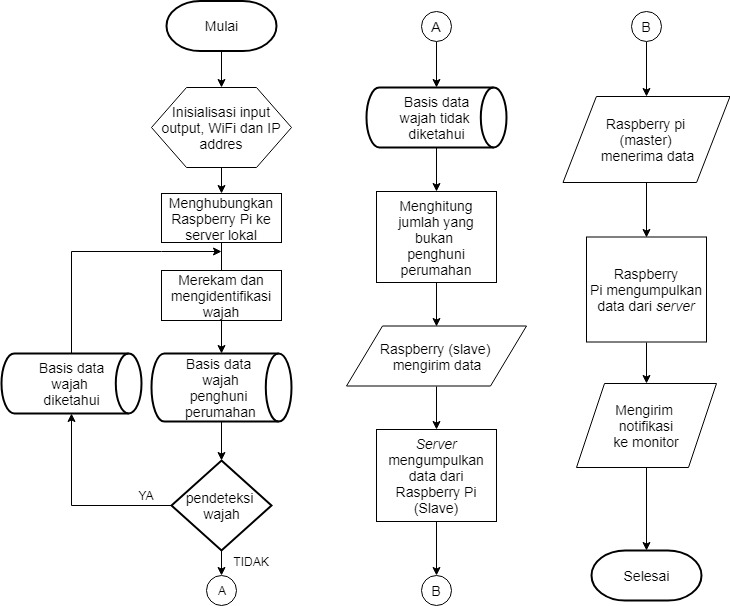 Mulai
Inisialisasi input
output, WiFi dan IP
addres
Menghubungkan
Raspberry Pi ke
server lokal
Merekam dan
mengidentifikasi
wajah
Basis data
wajah
diketahui
Basis data
wajah
penghuni
perumahan
YA
pendeteksi
wajah
TIDAK
A
A
Basis data
wajah tidak
diketahui
Menghitung
jumlah yang
bukan
penghuni
perumahan
Raspberry (slave)
mengirim data
Server
mengumpulkan
data dari
Raspberry Pi
(Slave)
B
B
Raspberry pi
(master)
menerima data
Raspberry
Pi mengumpulkan
data dari server
Mengirim
notifikasi
ke monitor
Selesai